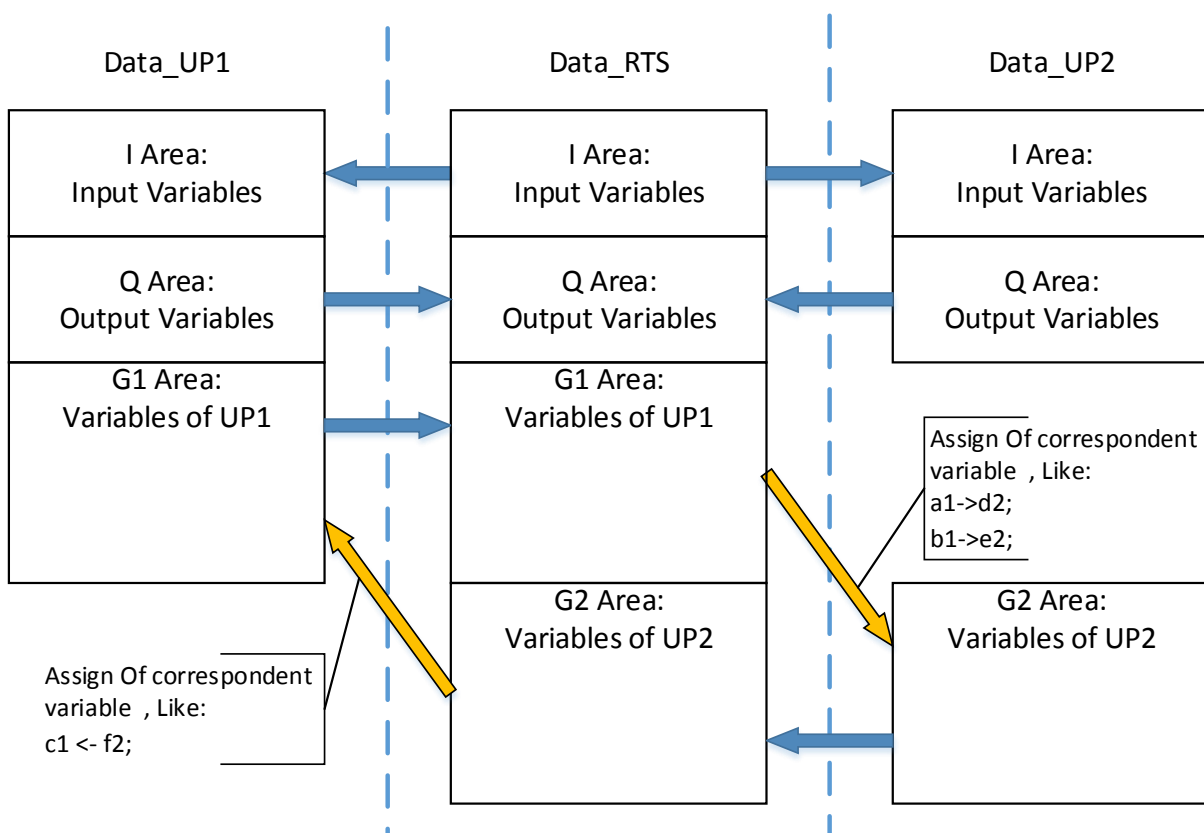 Data_UP1
Data_RTS
Data_UP2
I Area:
Input Variables
I Area:
Input Variables
I Area:
Input Variables
Q Area:
Output Variables
Q Area:
Output Variables
Q Area:
Output Variables
G1 Area:
Variables of UP1
G1 Area:
Variables of UP1
Assign Of correspondent
variable , Like:
a1->d2;
b1->e2;
G2 Area:
Variables of UP2
G2 Area:
Variables of UP2
Assign Of correspondent
variable , Like:
c1 <- f2;